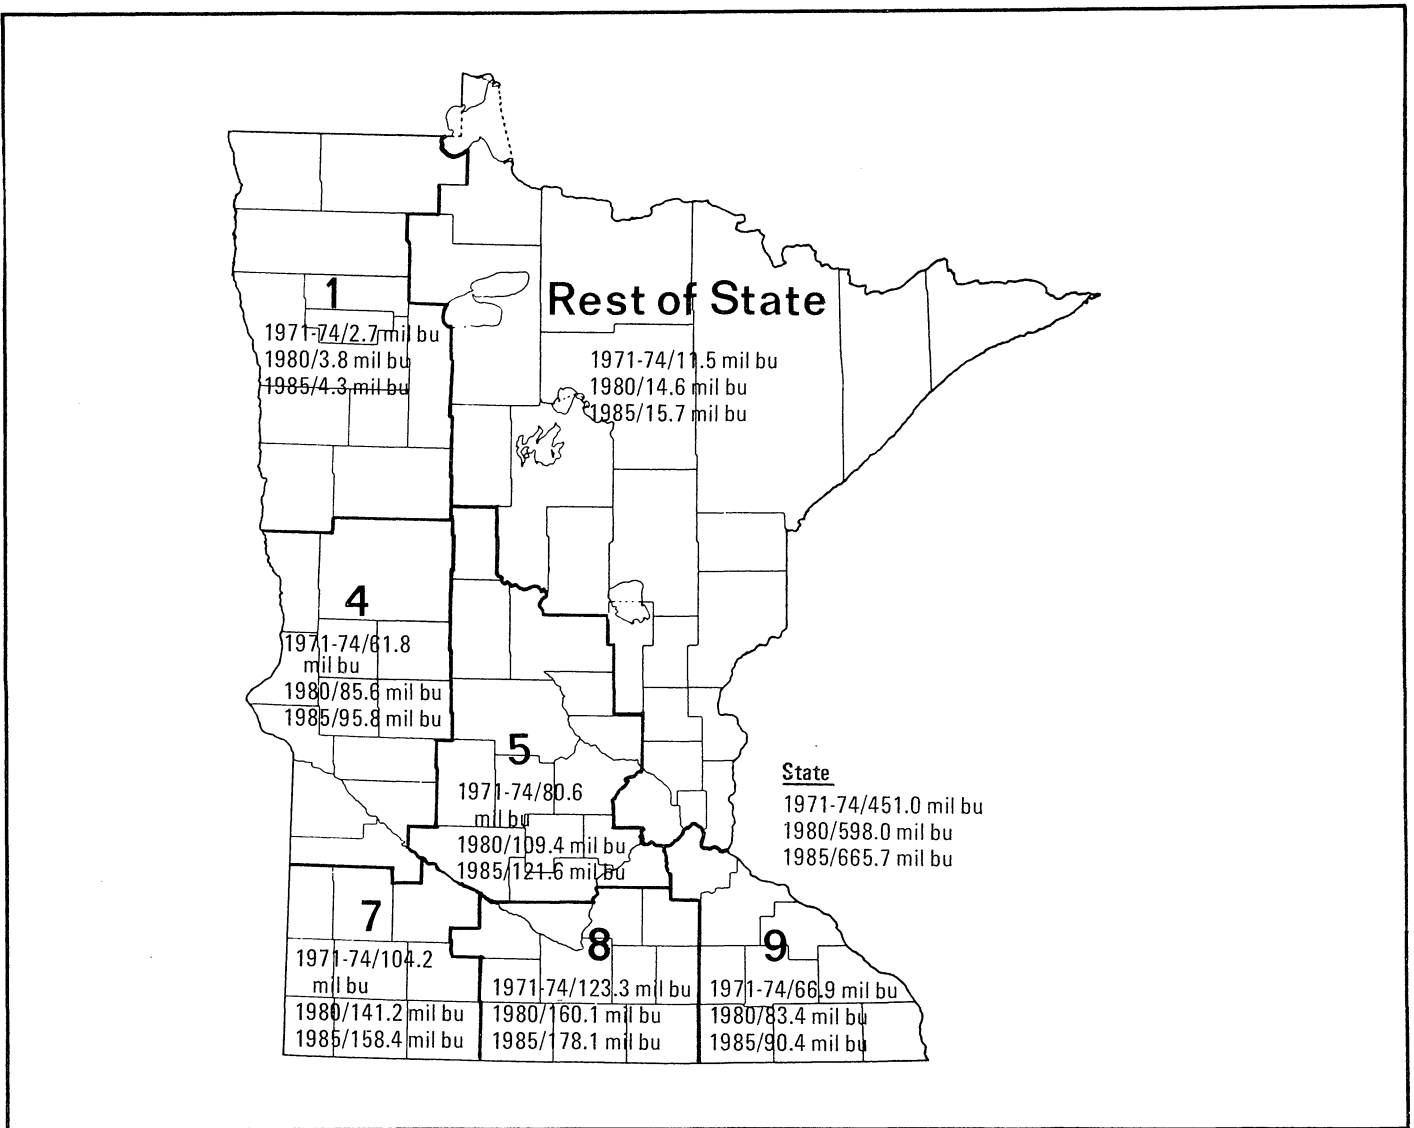 Rest of State
1971-74/11.5 mil bu
1980/14.6 mil bu
1985/15.7 mil bu
1
1971-74/2.7 mil bu
1980/3.8 mil bu
1985/4.3 mil bu
4
1971-74/61.8
mil bu
1980/85.6 mil bu
1985/95.8 mil bu
5
1971-74/80.6
mil bu
1980/109.4 mil bu
1985/121.6 mil bu
State
1971-74/451.0 mil bu
1980/598.0 mil bu
1985/665.7 mil bu
7
1971-74/104.2
mil bu
1980/141.2 mil bu
1985/158.4 mil bu
8
1971-74/123.3 mil bu
1980/160.1 mil bu
1985/178.1 mil bu
9
1971-74/66.9 mil bu
1980/83.4 mil bu
1985/90.4 mil bu